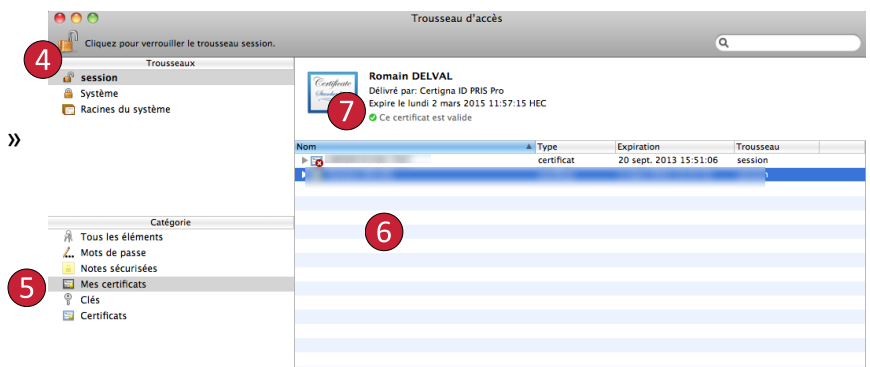 Trousseau d'accès
Cliquez pour verrouiller le trousseau session.
4
Trousseaux
session
Système
Racines du système
»
Certificate
Romain DELVAL
Délivré par: Certigna ID PRIS Pro
7
Expire le lundi 2 mars 2015 11:57:15 HEC
Ce certificat est valide
Nom Type Expiration Trousseau
certificat 20 sept. 2013 15:51:06 session
6
Catégorie
Tous les éléments
Mots de passe
Notes sécurisées
5
Mes certificats
Clés
Certificats